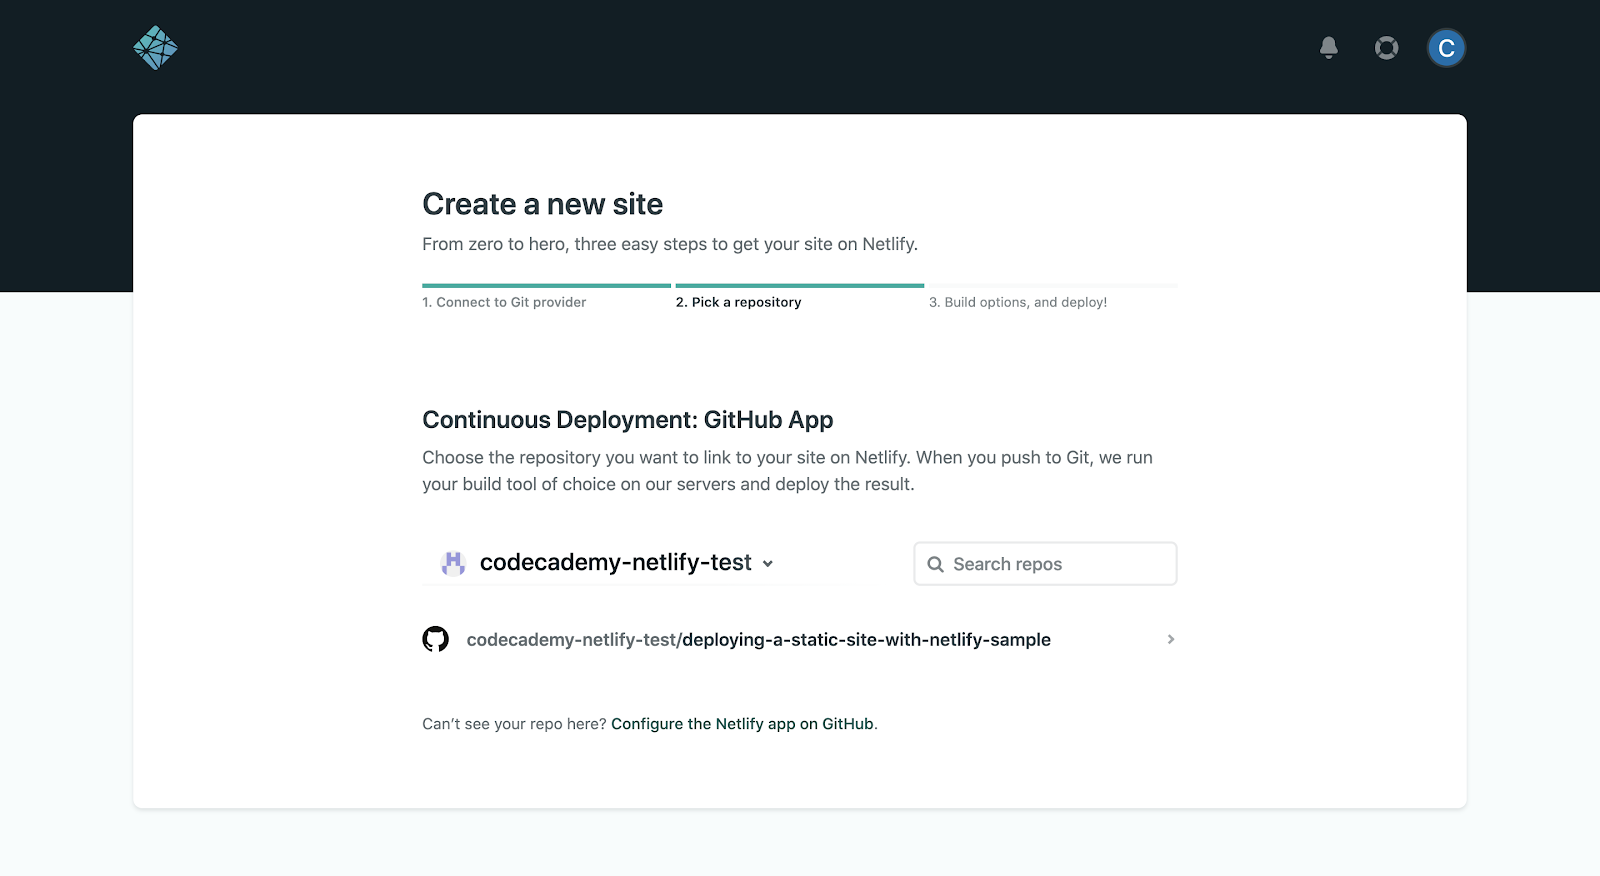 C
Create a new site
From zero to hero, three easy steps to get your site on Netlify.
1. Connect to Git provider
2. Pick a repository
3. Build options, and deploy!
Continuous Deployment: GitHub App
Choose the repository you want to link to your site on Netlify. When you push to Git, we run
your build tool of choice on our servers and deploy the result.
codecademy-netlify-test
Search repos
codecademy-netlify-test/deploying-a-static-site-with-netlify-sample
Can't see your repo here? Configure the Netlify app on GitHub.